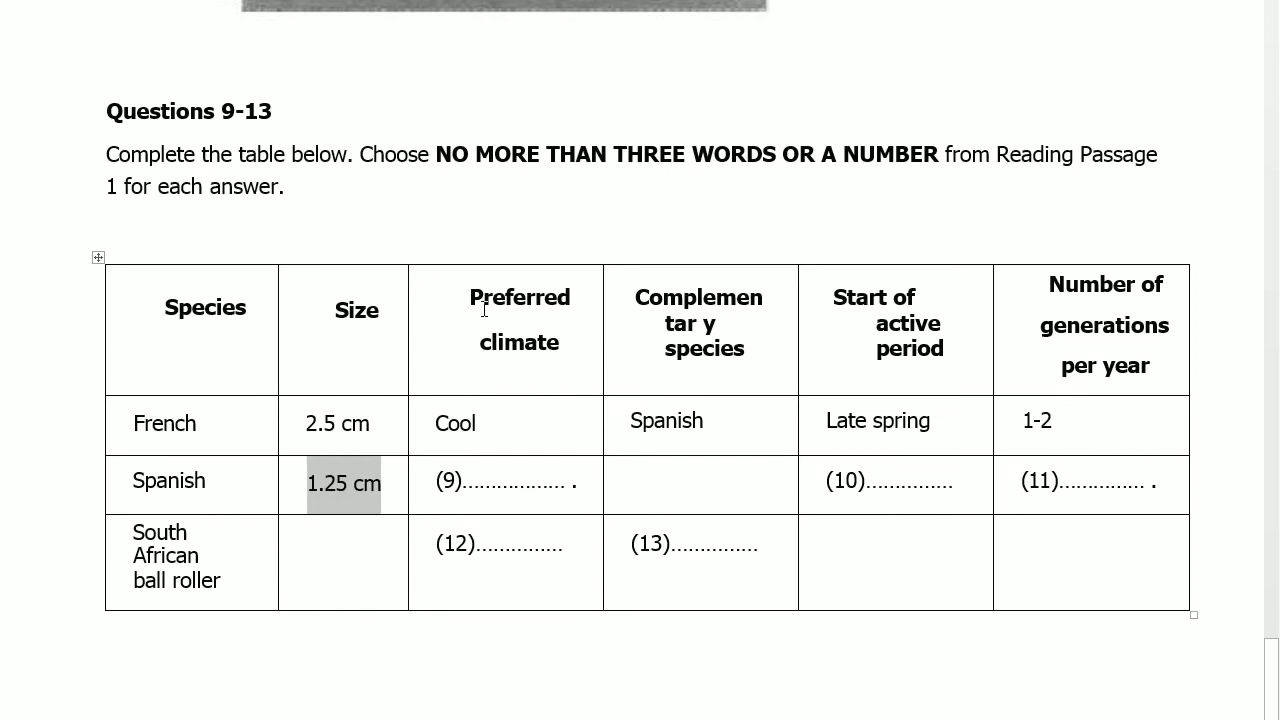 Questions 9-13
Complete the table below. Choose NO MORE THAN THREE WORDS OR A NUMBER from Reading Passage
1 for each answer.
Species
Size
Preferred
climate
Complemen
tar y
species
Start of
active
period
Number of
generations
per year
French
2.5 cm
Cool
Spanish
Late spring
1-2
Spanish
1.25 cm
(9).................. .
(10)...............
(11)............... .
South
African
ball roller
(12)...............
(13)...............